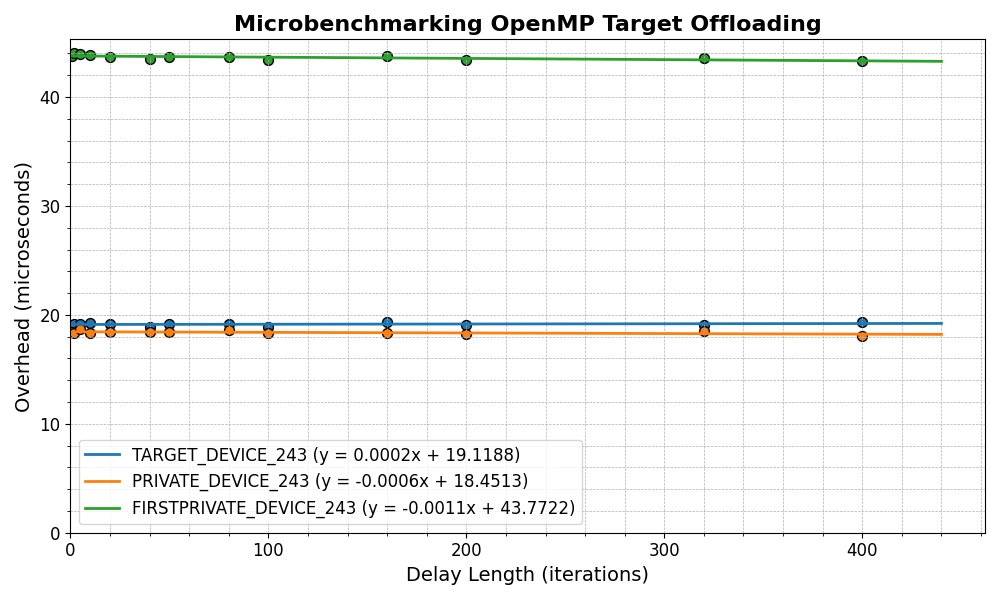 Microbenchmarking OpenMP Target Offloading
Overhead (microseconds)
40
30
20
10
0
TARGET_DEVICE_243 (y = 0.0002x + 19.1188)
PRIVATE_DEVICE_243 (y = -0.0006x + 18.4513)
FIRSTPRIVATE_DEVICE_243 (y = -0.0011x + 43.7722)
0 100 200 300 400
Delay Length (iterations)